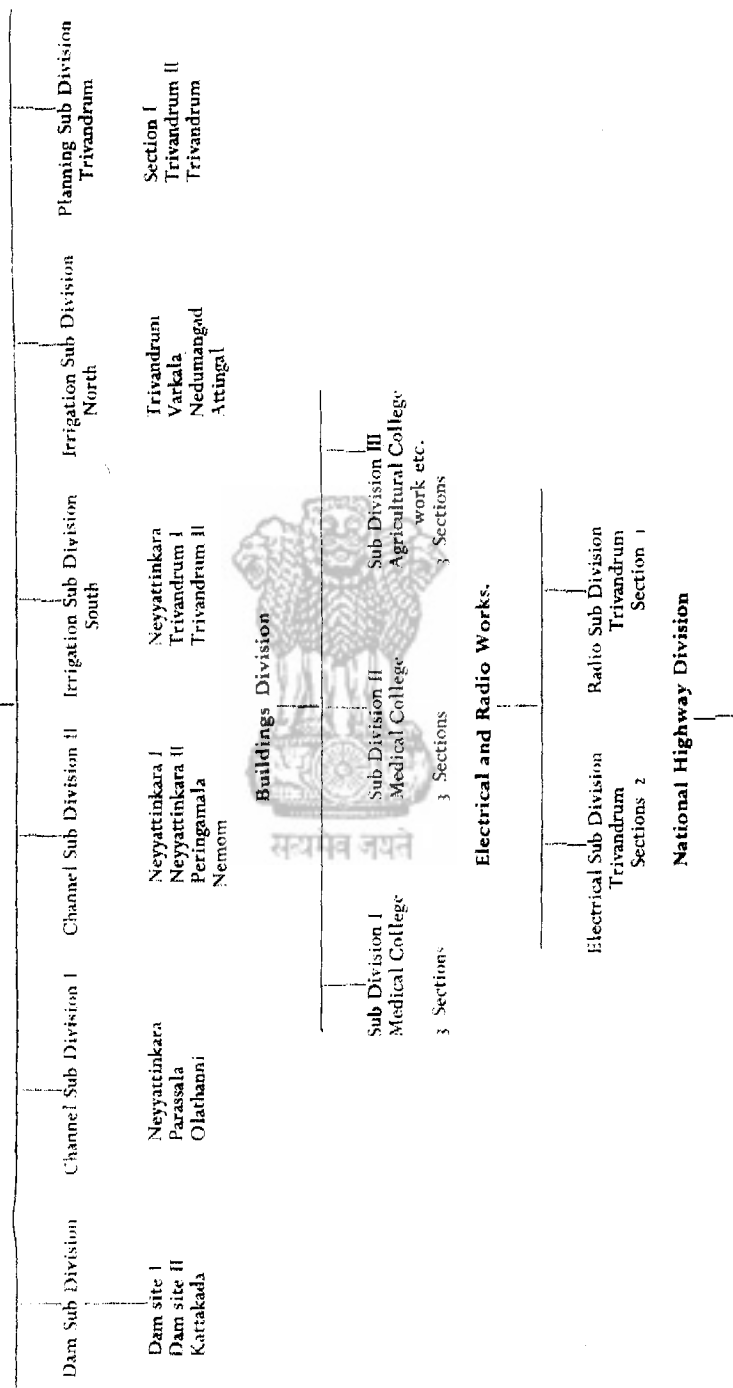 Dam Sub Division
Dam site I
Dam site II
Kattakada
Channel Sub Division I
Neyyattinkara
Parassala
Olathanni
Channel Sub Division II
Neyyattinkara I
Neyyattinkara II
Peringamala
Nemom
Irrigation Sub Division
South
Neyyattinkara
Trivandrum I
Trivandrum II
Irrigation Sub Division
North
Trivandrum
Varkala
Nedumangad
Attingal
Planning Sub Division
Trivandrum
Section I
Trivandrum II
Trivandrum
Buildings Division
Sub Division I
Medical College
3 Sections
Sub Division II
Medical College
3 Sections
Sub Division III
Agricultural College
work etc.
3 Sections
Electrical and Radio Works.
Electrical Sub Division
Trivandrum
Sections 2
Radio Sub Division
Trivandrum
Section 1
National Highway Division
सत्यमेव जयते